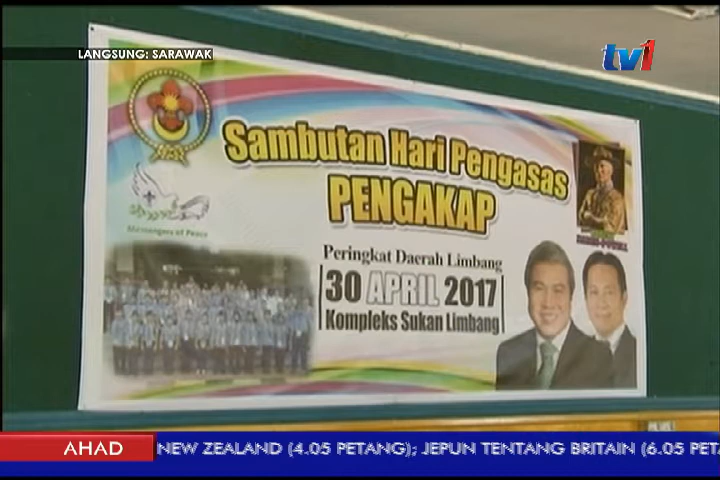 LANGSUNG: SARAWAK
tv1
Sambutan Hari Pengasas
PENGAKAP
Messengers of Peace
Peringkat Daerah Limbang
30 APRIL 2017
Kompleks Sukan Limbang
AHAD
NEW ZEALAND (4.05 PETANG); JEPUN TENTANG BRITAIN (6.05 PETA